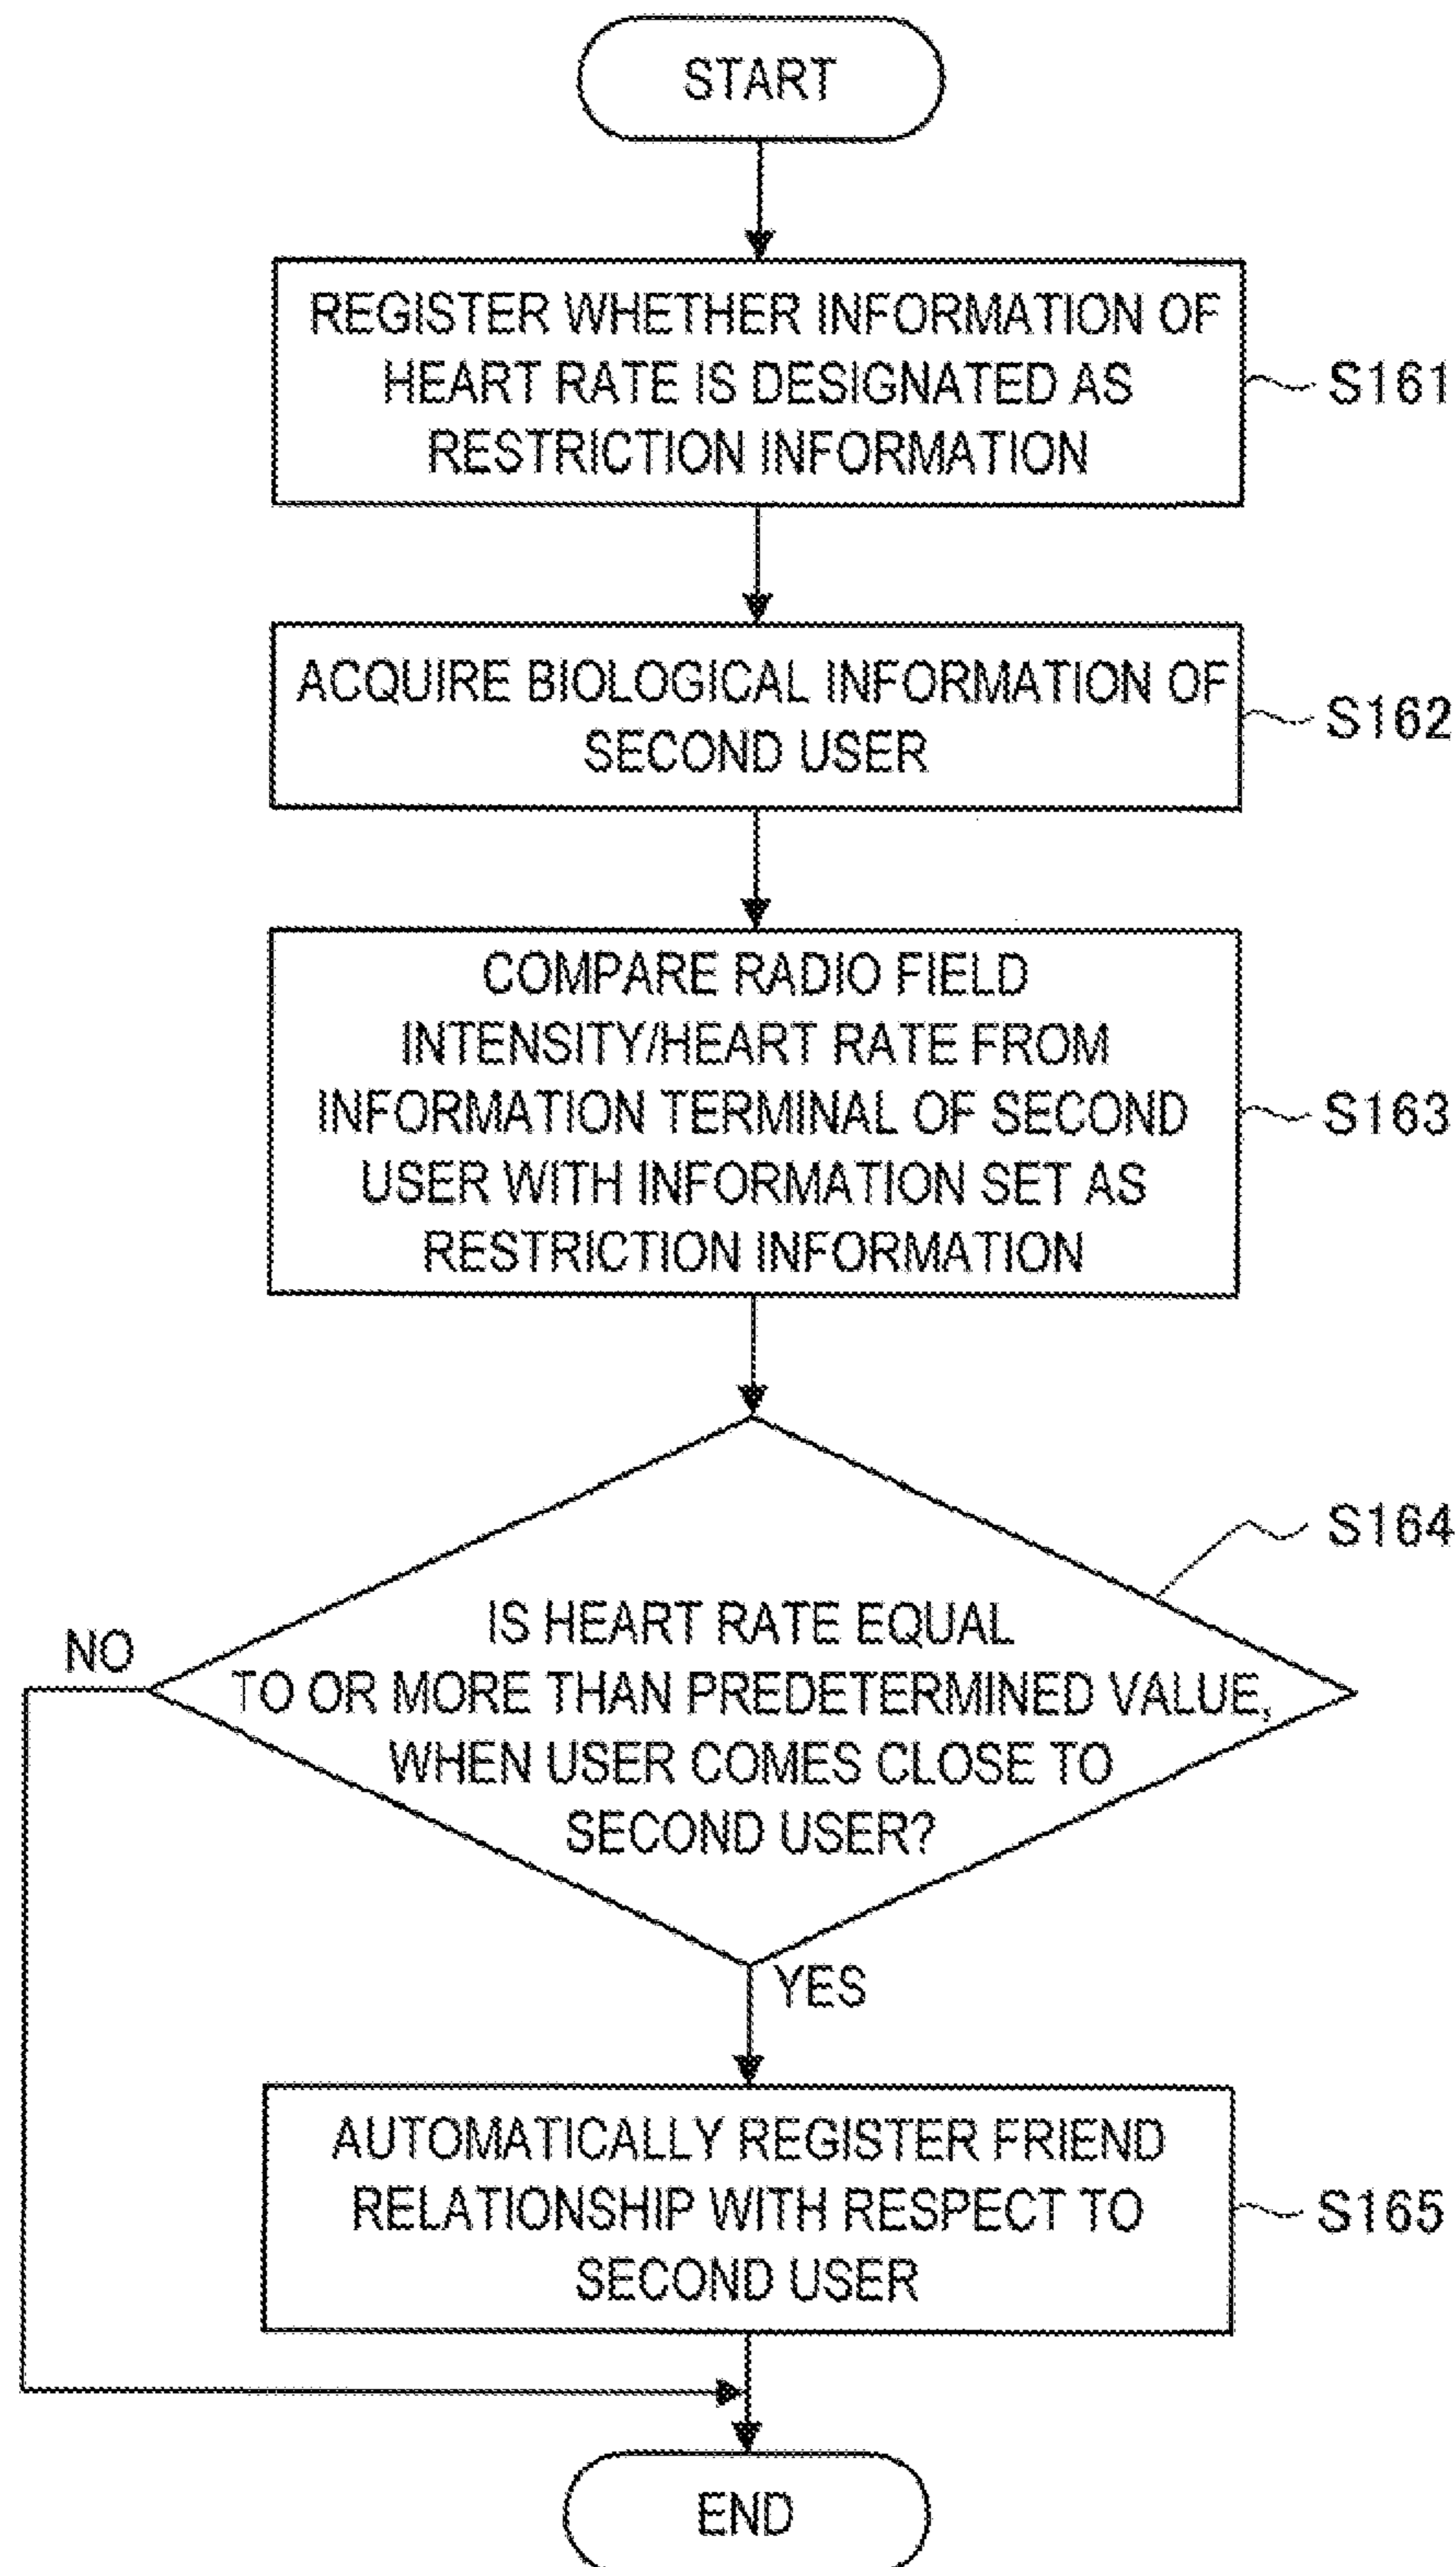 START
REGISTER WHETHER INFORMATION OF
HEART RATE IS DESIGNATED AS
RESTRICTION INFORMATION
S161
ACQUIRE BIOLOGICAL INFORMATION OF
SECOND USER
S162
COMPARE RADIO FIELD
INTENSITY/HEART RATE FROM
INFORMATION TERMINAL OF SECOND
USER WITH INFORMATION SET AS
RESTRICTION INFORMATION
S163
S164
IS HEART RATE EQUAL
TO OR MORE THAN PREDETERMINED VALUE,
WHEN USER COMES CLOSE TO
SECOND USER?
NO
YES
AUTOMATICALLY REGISTER FRIEND
RELATIONSHIP WITH RESPECT TO
SECOND USER
S165
END